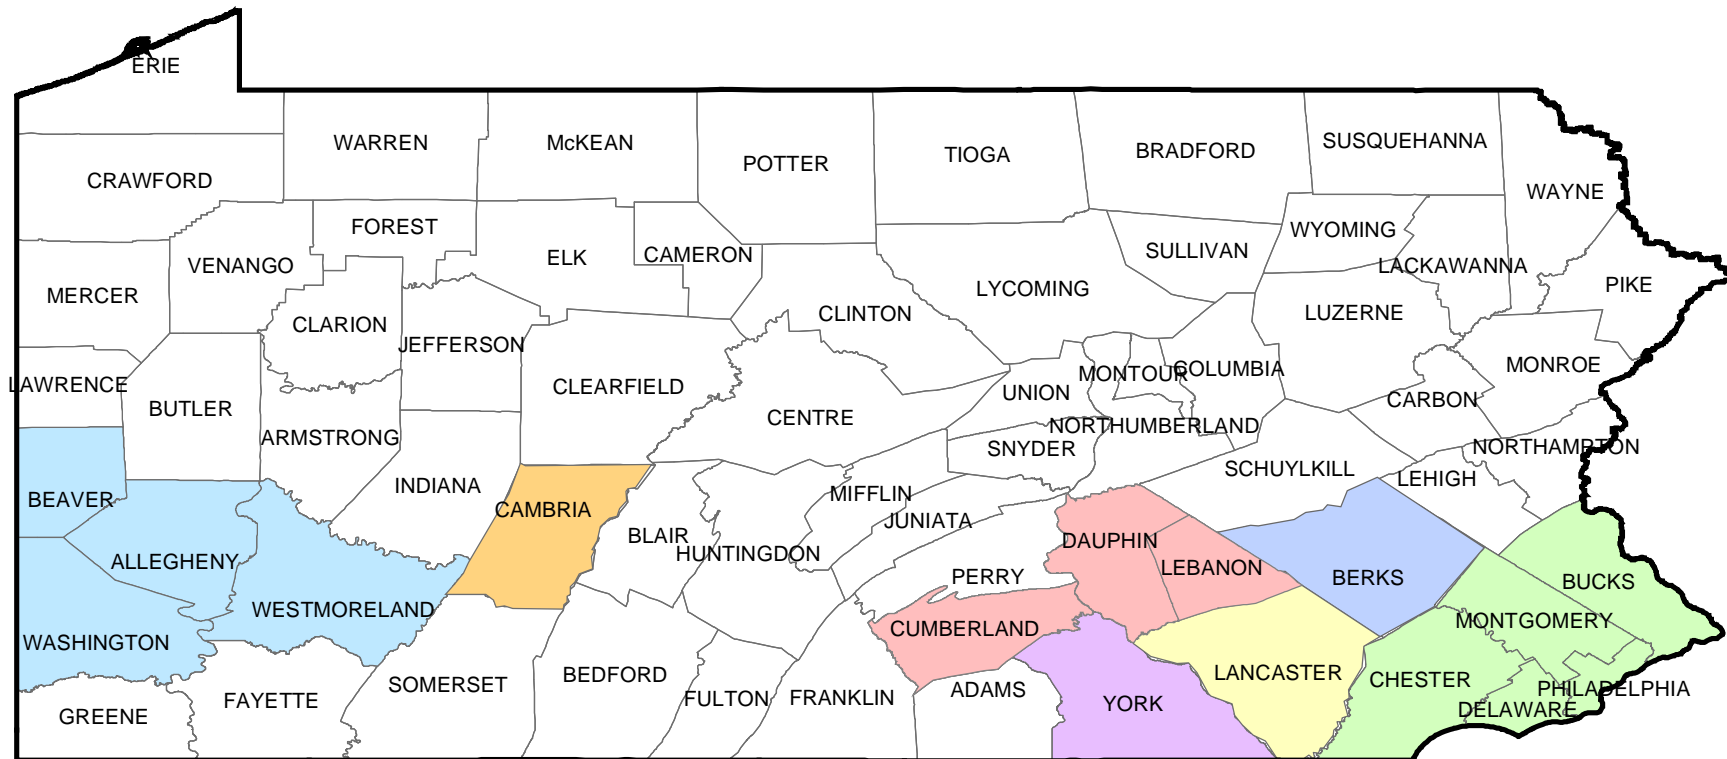 ERIE
WARREN
McKEAN
POTTER
TIOGA
BRADFORD
SUSQUEHANNA
WAYNE
CRAWFORD
FOREST
VENANGO
ELK
CAMERON
SULLIVAN
WYOMING
LACKAWANNA
PIKE
MERCER
CLARION
CLINTON
LYCOMING
LUZERNE
JEFFERSON
LAWRENCE
BUTLER
CLEARFIELD
CENTRE
UNION
MONTOUR
COLUMBIA
MONROE
CARBON
ARMSTRONG
NORTHUMBERLAND
SNYDER
NORTHAMPTON
SCHUYLKILL
LEHIGH
INDIANA
BEAVER
CAMBRIA
MIFFLIN
JUNIATA
BLAIR
HUNTINGDON
ALLEGHENY
DAUPHIN
LEBANON
PERRY
BERKS
BUCKS
WESTMORELAND
WASHINGTON
CUMBERLAND
MONTGOMERY
SOMERSET
BEDFORD
FULTON
FRANKLIN
ADAMS
LANCASTER
CHESTER
PHILADELPHIA
DELAWARE
YORK
FAYETTE
GREENE